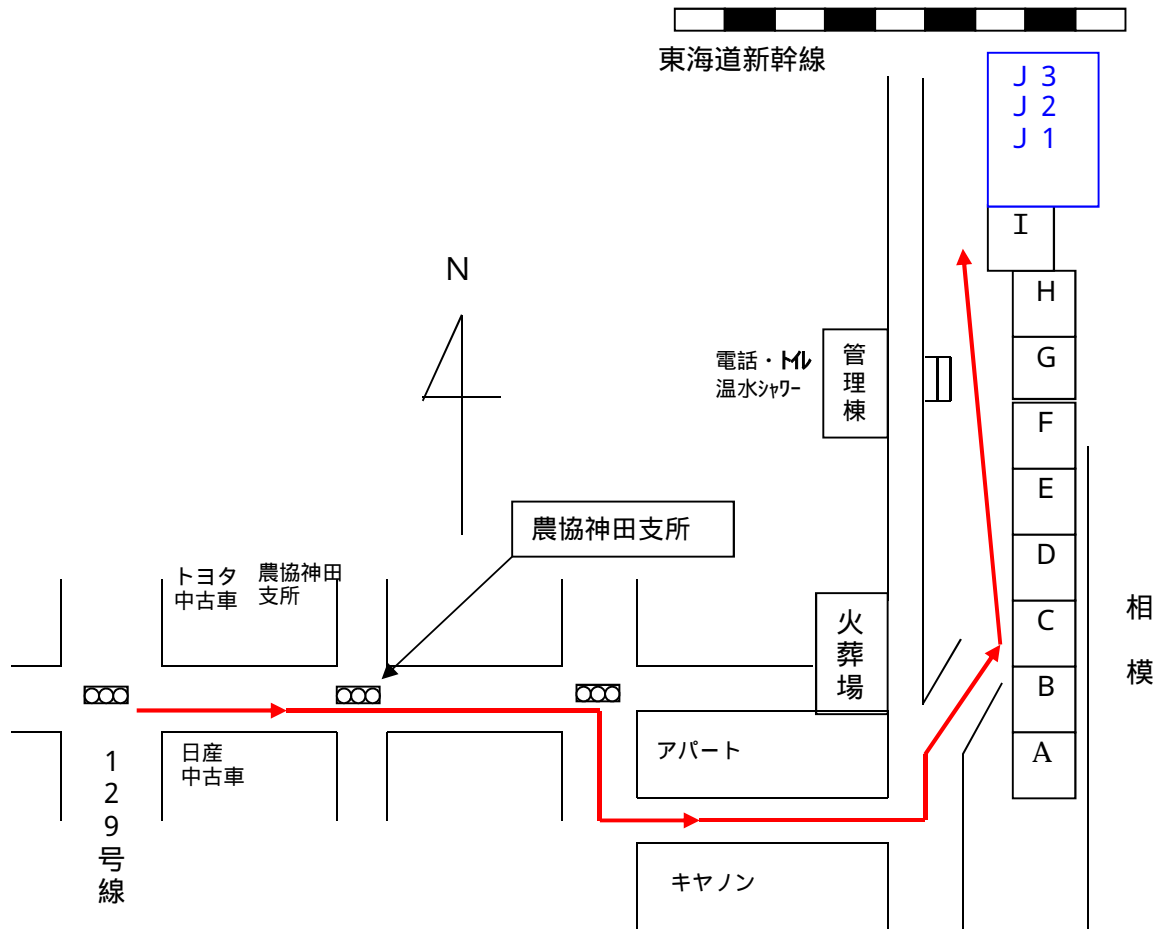 東海道新幹線
J 3
J 2
J 1
I
N
H
電話・トイレ
温水シャワー
管理棟
G
F
E
農協神田支所
D
トヨタ
中古車
農協神田
支所
火葬場
C
相模
B
アパート
A
日産
中古車
129号線
キヤノン